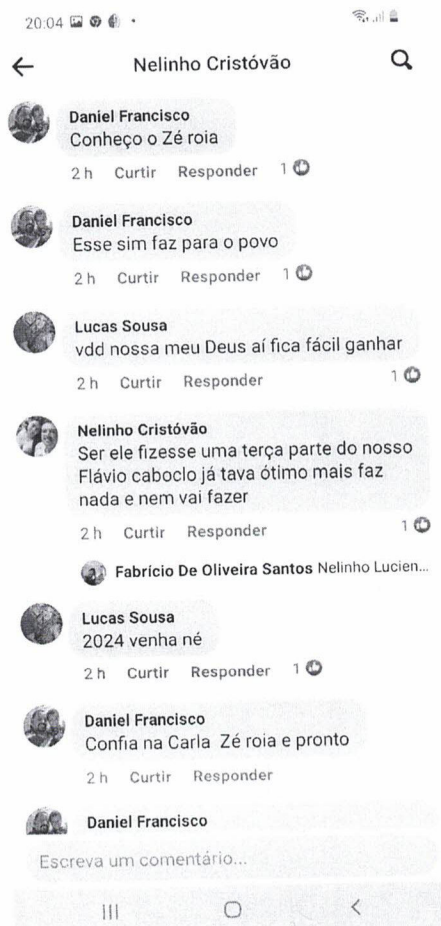 20:04
Nelinho Cristóvão
Daniel Francisco
Conheço o Zé roia
2 h Curtir Responder 1
Daniel Francisco
Esse sim faz para o povo
2 h Curtir Responder 1
Lucas Sousa
vdd nossa meu Deus aí fica fácil ganhar
2 h Curtir Responder 1
Nelinho Cristóvão
Ser ele fizesse uma terça parte do nosso
Flávio caboclo já tava ótimo mais faz
nada e nem vai fazer
2 h Curtir Responder 1
Fabrício De Oliveira Santos Nelinho Lucien...
Lucas Sousa
2024 venha né
2 h Curtir Responder 1
Daniel Francisco
Confia na Carla Zé roia e pronto
2 h Curtir Responder
Daniel Francisco
Escreva um comentário...